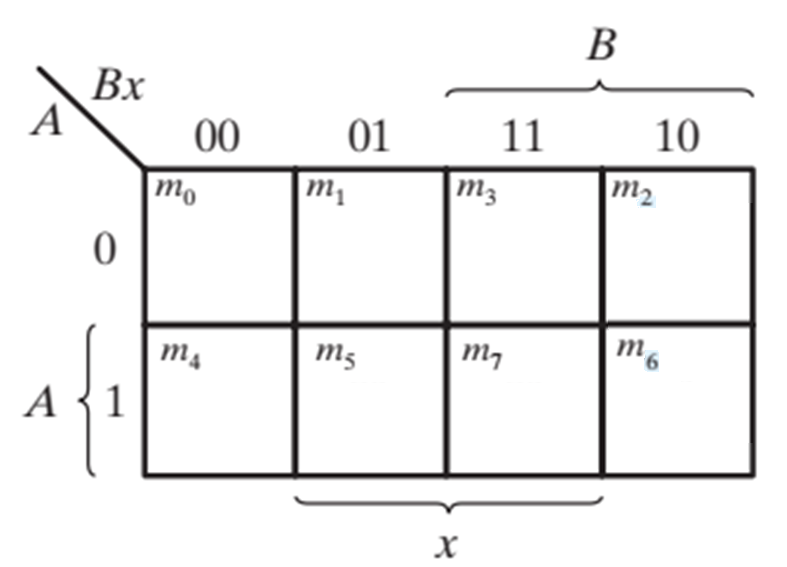 B
Bx
A
00 01 11 10
m₀ m₁ m₃ m₂
0
m₄ m₅ m₇ m₆
A 1
x